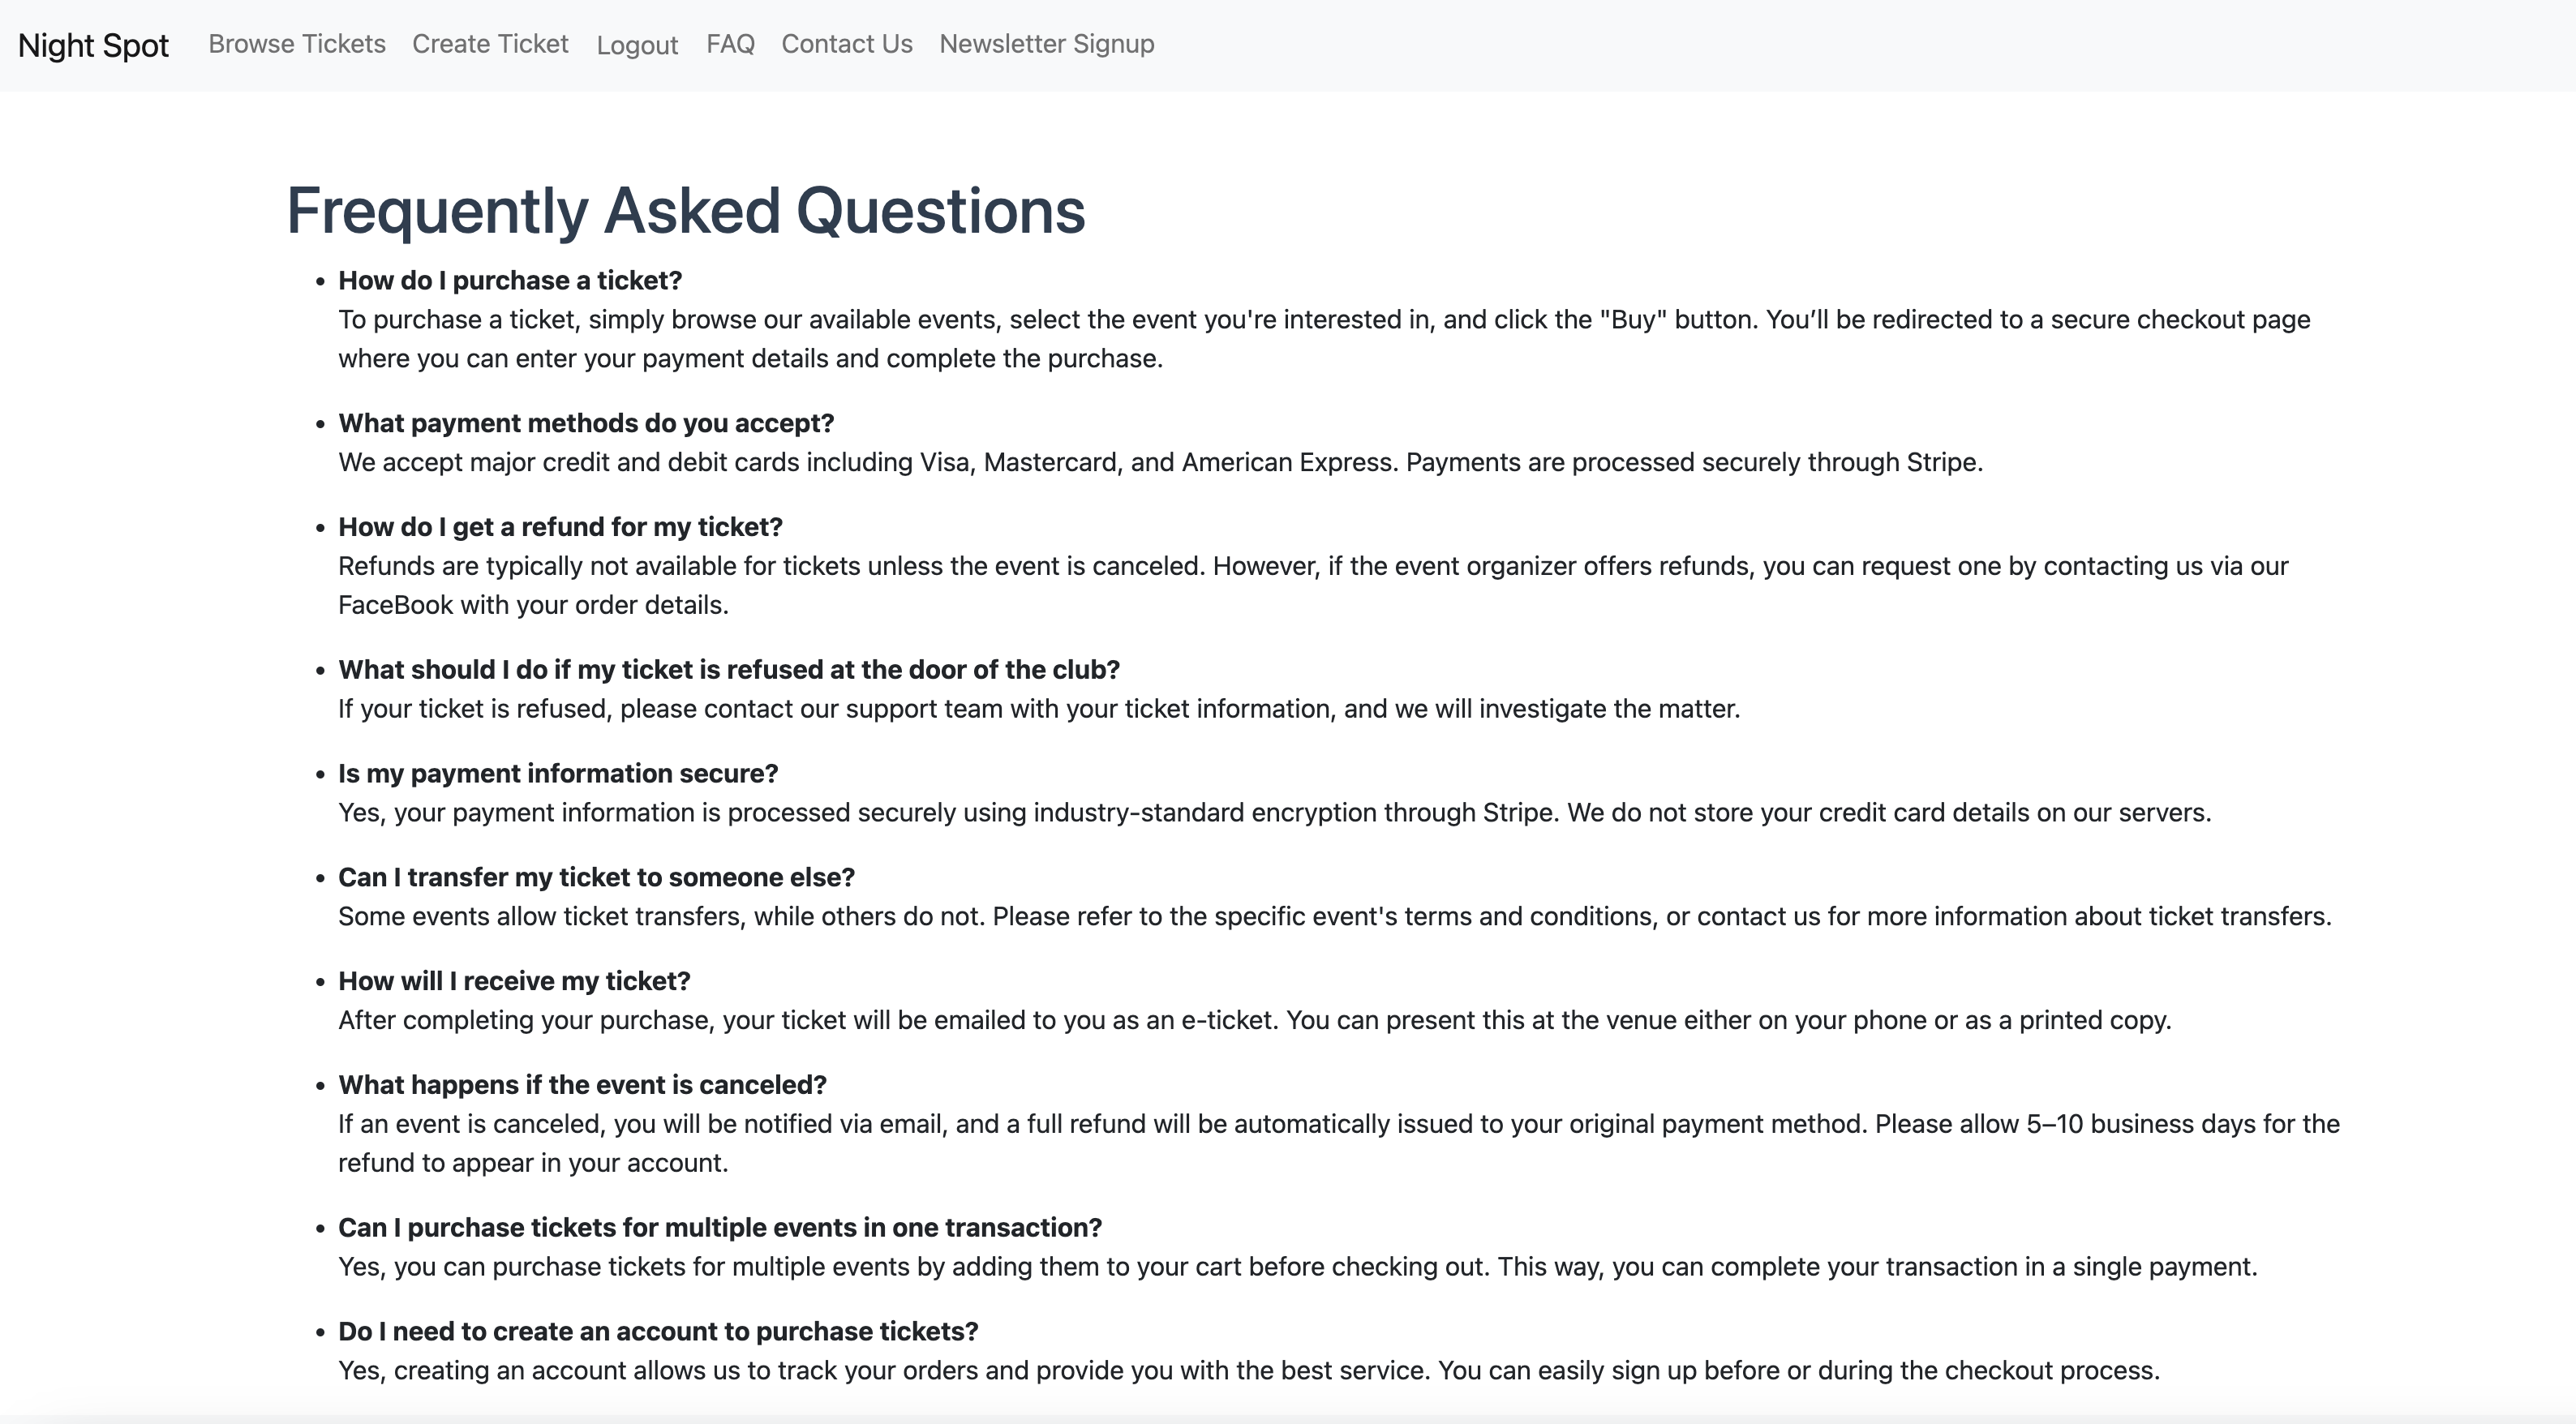 Night Spot Browse Tickets Create Ticket Logout FAQ Contact Us Newsletter Signup
Frequently Asked Questions
• How do I purchase a ticket?
To purchase a ticket, simply browse our available events, select the event you're interested in, and click the "Buy" button. You’ll be redirected to a secure checkout page
where you can enter your payment details and complete the purchase.
• What payment methods do you accept?
We accept major credit and debit cards including Visa, Mastercard, and American Express. Payments are processed securely through Stripe.
• How do I get a refund for my ticket?
Refunds are typically not available for tickets unless the event is canceled. However, if the event organizer offers refunds, you can request one by contacting us via our
FaceBook with your order details.
• What should I do if my ticket is refused at the door of the club?
If your ticket is refused, please contact our support team with your ticket information, and we will investigate the matter.
• Is my payment information secure?
Yes, your payment information is processed securely using industry-standard encryption through Stripe. We do not store your credit card details on our servers.
• Can I transfer my ticket to someone else?
Some events allow ticket transfers, while others do not. Please refer to the specific event's terms and conditions, or contact us for more information about ticket transfers.
• How will I receive my ticket?
After completing your purchase, your ticket will be emailed to you as an e-ticket. You can present this at the venue either on your phone or as a printed copy.
• What happens if the event is canceled?
If an event is canceled, you will be notified via email, and a full refund will be automatically issued to your original payment method. Please allow 5–10 business days for the
refund to appear in your account.
• Can I purchase tickets for multiple events in one transaction?
Yes, you can purchase tickets for multiple events by adding them to your cart before checking out. This way, you can complete your transaction in a single payment.
• Do I need to create an account to purchase tickets?
Yes, creating an account allows us to track your orders and provide you with the best service. You can easily sign up before or during the checkout process.